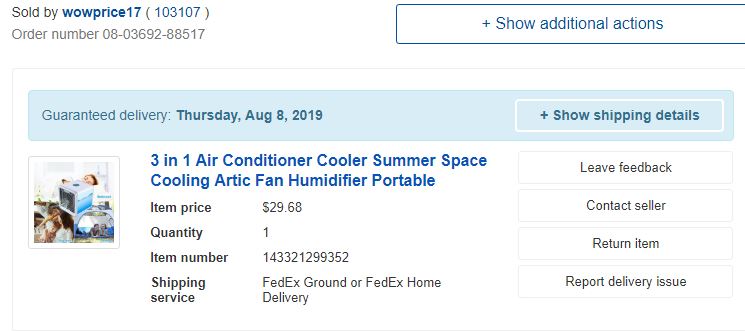 Sold by wowprice17 ( 103107 )
Order number 08-03692-88517
+ Show additional actions
Guaranteed delivery: Thursday, Aug 8, 2019
+ Show shipping details
3 in 1 Air Conditioner Cooler Summer Space
Cooling Artic Fan Humidifier Portable
Item price $29.68
Quantity 1
Item number 143321299352
Shipping service FedEx Ground or FedEx Home
Delivery
Leave feedback
Contact seller
Return item
Report delivery issue